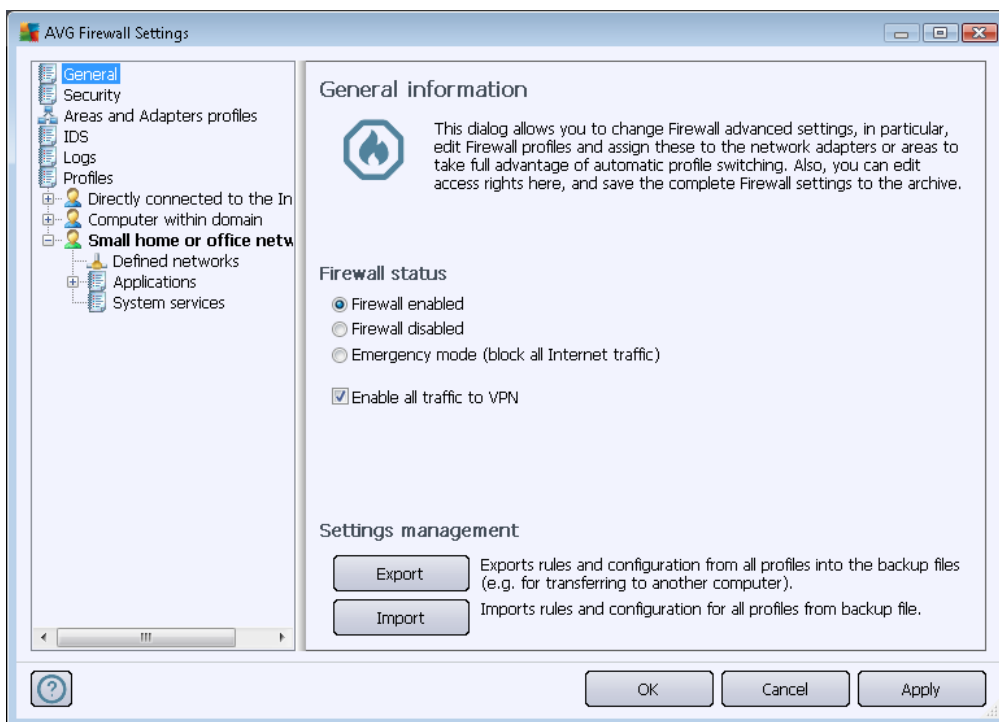 AVG Firewall Settings
General
Security
Areas and Adapters profiles
IDS
Logs
Profiles
Directly connected to the In
Computer within domain
Small home or office netw
Defined networks
Applications
System services
General information
This dialog allows you to change Firewall advanced settings, in particular,
edit Firewall profiles and assign these to the network adapters or areas to
take full advantage of automatic profile switching. Also, you can edit
access rights here, and save the complete Firewall settings to the archive.
Firewall status
Firewall enabled
Firewall disabled
Emergency mode (block all Internet traffic)
Enable all traffic to VPN
Settings management
Export
Exports rules and configuration from all profiles into the backup files
(e.g. for transferring to another computer).
Import
Imports rules and configuration for all profiles from backup file.
OK
Cancel
Apply